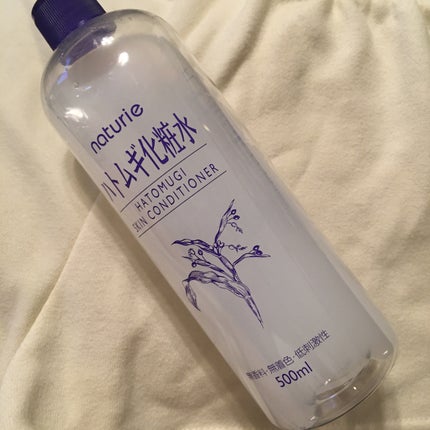 naturie
ハトムギ化粧水
HATOMUGI
SKIN CONDITIONER
無香料・無着色・低刺激性
500ml